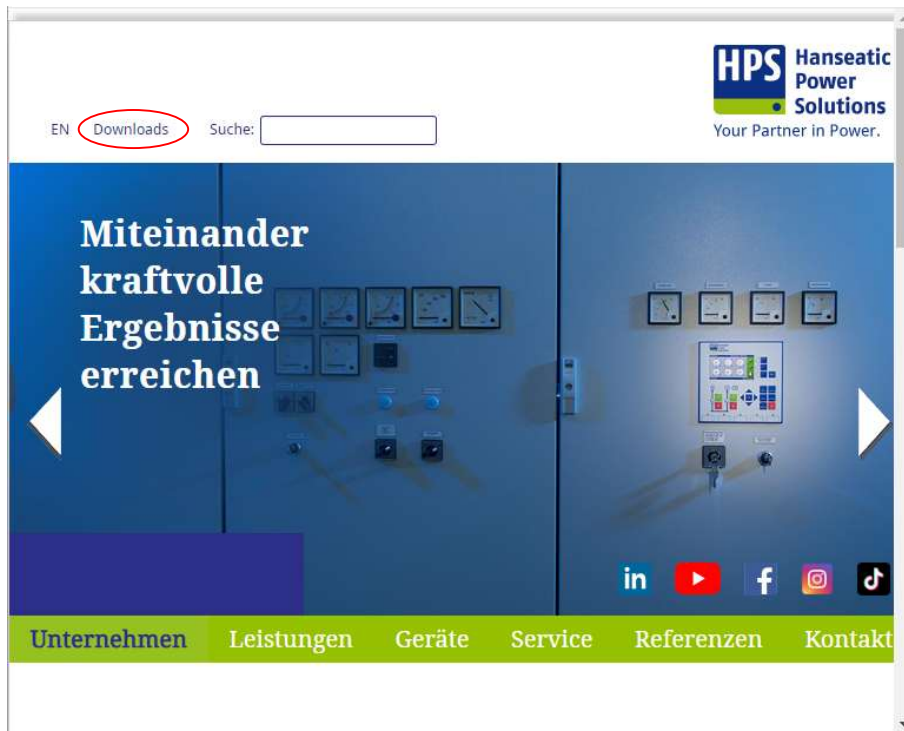 HPS Hanseatic
Power
Solutions
Your Partner in Power.
EN Downloads Suche:
Miteinander
kraftvolle
Ergebnisse
erreichen
in f
Unternehmen Leistungen Geräte Service Referenzen Kontakt